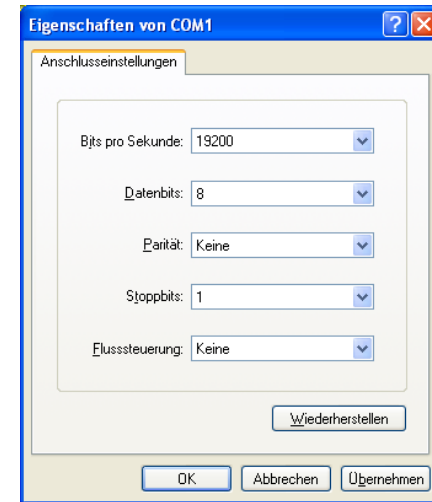 Eigenschaften von COM1
Anschlusseinstellungen
Bits pro Sekunde: 19200
Datenbits: 8
Parität: Keine
Stoppbits: 1
Flusssteuerung: Keine
Wiederherstellen
OK Abbrechen Übernehmen